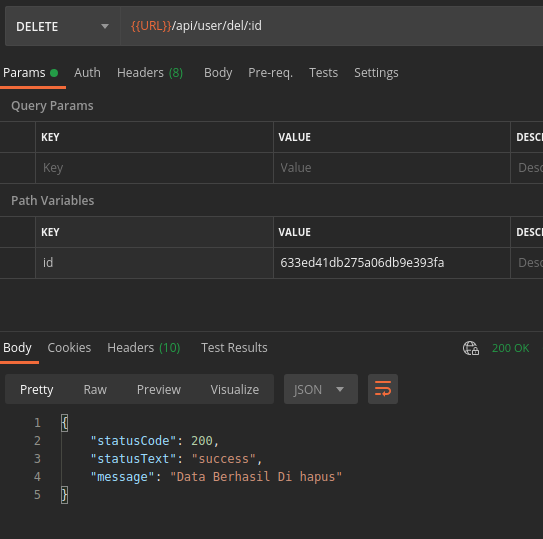 DELETE {{URL}}/api/user/del/:id
Params Auth Headers (8) Body Pre-req. Tests Settings
Query Params
KEY VALUE DESC
Key Value Desc
Path Variables
KEY VALUE DESC
id 633ed41db275a06db9e393fa Desc
Body Cookies Headers (10) Test Results 200 OK
Pretty Raw Preview Visualize JSON
1 {
2 "statusCode": 200,
3 "statusText": "success",
4 "message": "Data Berhasil Di hapus"
5 }